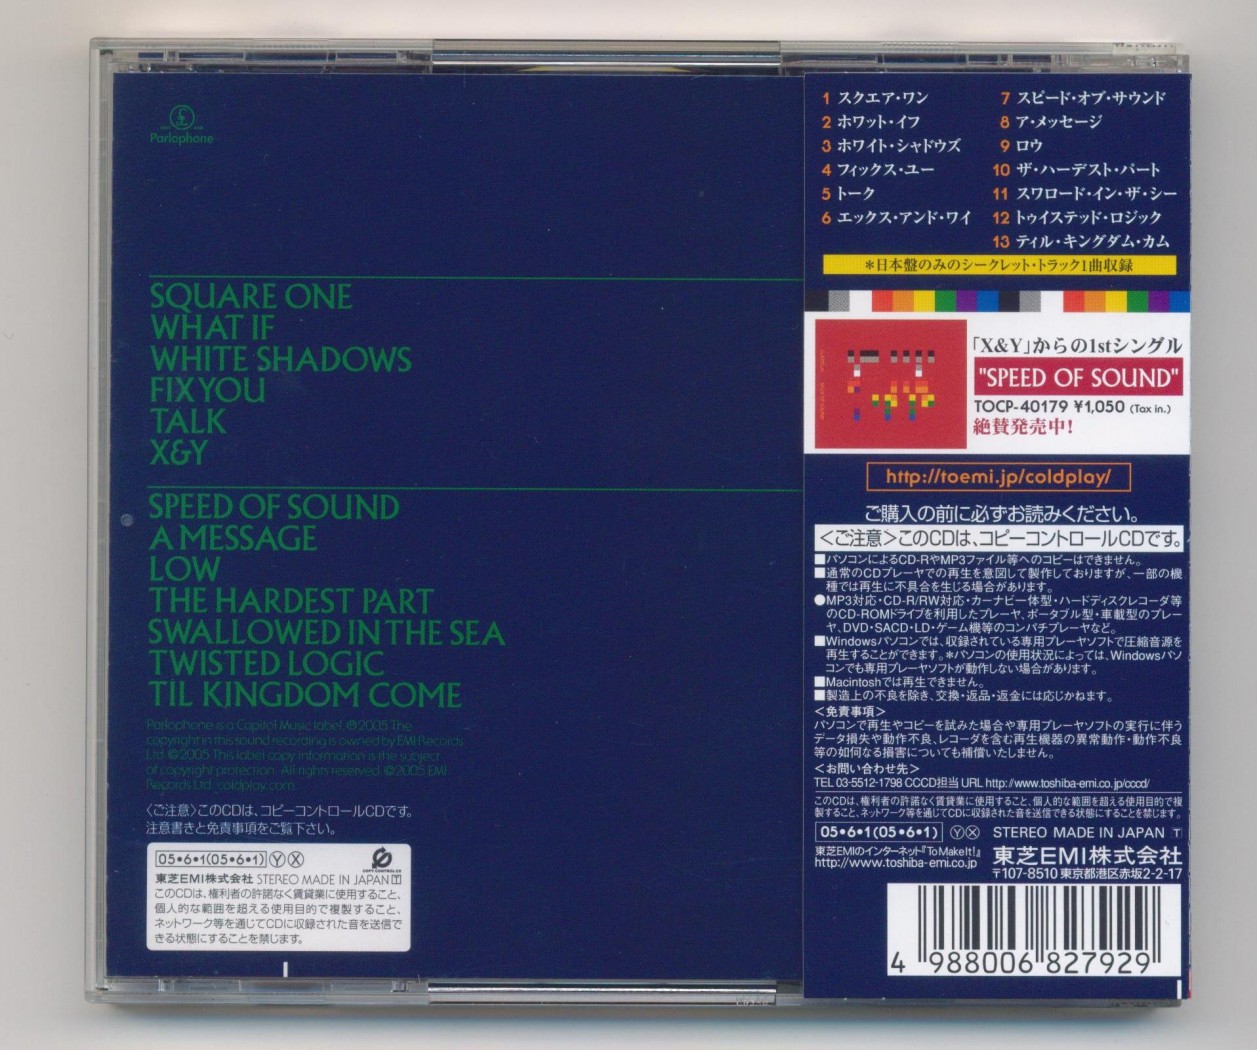 Parlophone
SQUARE ONE
WHAT IF
WHITE SHADOWS
FIX YOU
TALK
X&Y
SPEED OF SOUND
A MESSAGE
LOW
THE HARDEST PART
SWALLOWED IN THE SEA
TWISTED LOGIC
TIL KINGDOM COME
Parlophone is a Capitol Music label. ℗2005 The
copyright in this sound recording is owned by EMI Records
Ltd. ©2005 This label copy information is the subject
of copyright protection. All rights reserved. ©2005 EMI
Records Ltd. coldplay.com
〈ご注意〉このCDは、コピーコントロールCDです。
注意書きと免責事項をご覧下さい。
05•6•1(05•6•1) Ⓨ Ⓧ
COPY CONTROL CD
東芝EMI株式会社 STEREO MADE IN JAPAN T
このCDは、権利者の許諾なく賃貸業に使用すること、
個人的な範囲を超える使用目的で複製すること、
ネットワーク等を通じてCDに収録された音を送信で
きる状態にすることを禁じます。
1 スクエア・ワン
2 ホワット・イフ
3 ホワイト・シャドウズ
4 フィックス・ユー
5 トーク
6 エックス・アンド・ワイ
7 スピード・オブ・サウンド
8 ア・メッセージ
9 ロウ
10 ザ・ハーデスト・パート
11 スワロード・イン・ザ・シー
12 トゥイステッド・ロジック
13 ティル・キングダム・カム
＊日本盤のみのシークレット・トラック1曲収録
「X&Y」からの1stシングル
"SPEED OF SOUND"
TOCP-40179 ¥1,050 (Tax in.)
絶賛発売中!
http://toemi.jp/coldplay/
ご購入の前に必ずお読みください。
＜ご注意＞このCDは、コピーコントロールCDです。
■パソコンによるCD-RやMP3ファイル等へのコピーはできません。
■通常のCDプレーヤでの再生を意図して製作しておりますが、一部の機
種では再生に不具合を生じる場合があります。
●MP3対応・CD-R/RW対応・カーナビ一体型・ハードディスクレコーダ等
のCD-ROMドライブを利用したプレーヤ、ポータブル型・車載型のプレー
ヤ、DVD・SACD・LD・ゲーム機等のコンパチプレーヤなど。
■Windowsパソコンでは、収録されている専用プレーヤソフトで圧縮音源を
再生することができます。＊パソコンの使用状況によっては、Windowsパソ
コンでも専用プレーヤソフトが動作しない場合があります。
■Macintoshでは再生できません。
■製造上の不良を除き、交換・返品・返金には応じかねます。
＜免責事項＞
パソコンで再生やコピーを試みた場合や専用プレーヤソフトの実行に伴う
データ損失や動作不良、レコーダを含む再生機器の異常動作・動作不良
等の如何なる損害についても補償いたしません。
＜お問い合わせ先＞
TEL 03-5512-1798 CCCD担当 URL http://www.toshiba-emi.co.jp/cccd/
このCDは、権利者の許諾なく賃貸業に使用すること、個人的な範囲を超える使用目的で複
製すること、ネットワーク等を通じてCDに収録された音を送信できる状態にすることを禁じます。
05•6•1(05•6•1) Ⓨ Ⓧ STEREO MADE IN JAPAN T
東芝EMIのインターネット『To Make It!』
http://www.toshiba-emi.co.jp
東芝EMI株式会社
〒107-8510 東京都港区赤坂2-2-17
4 988006 827929